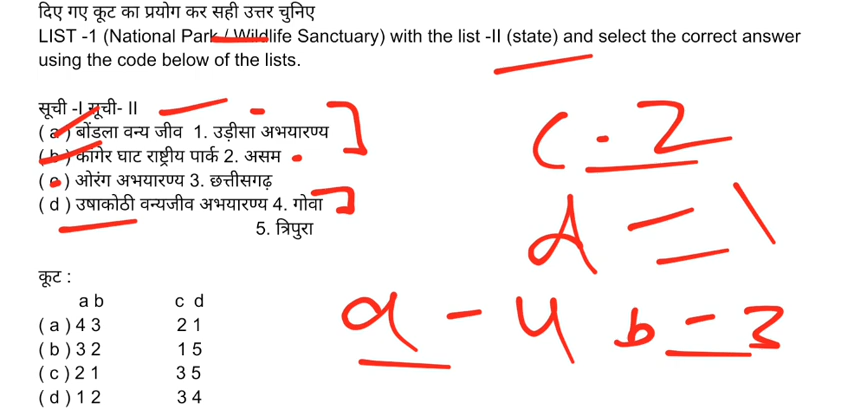 दिए गए कूट का प्रयोग कर सही उत्तर चुनिए
LIST -1 (National Park / Wildlife Sanctuary) with the list -II (state) and select the correct answer
using the code below of the lists.
सूची -I सूची- II
( a ) बोंडला वन्य जीव 1. उड़ीसा अभयारण्य
( b ) कांगेर घाट राष्ट्रीय पार्क 2. असम
( c ) ओरंग अभयारण्य 3. छत्तीसगढ़
( d ) उषाकोठी वन्यजीव अभयारण्य 4. गोवा
5. त्रिपुरा
c - 2
d = 1
a - 4 b - 3
कूट :
a b c d
( a ) 4 3 2 1
( b ) 3 2 1 5
( c ) 2 1 3 5
( d ) 1 2 3 4